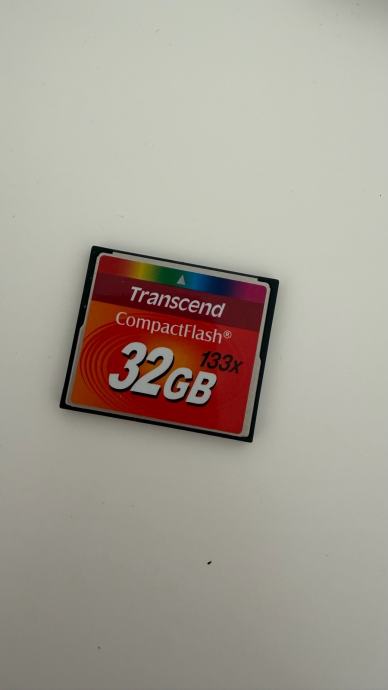 Transcend
CompactFlash®
133x
32GB